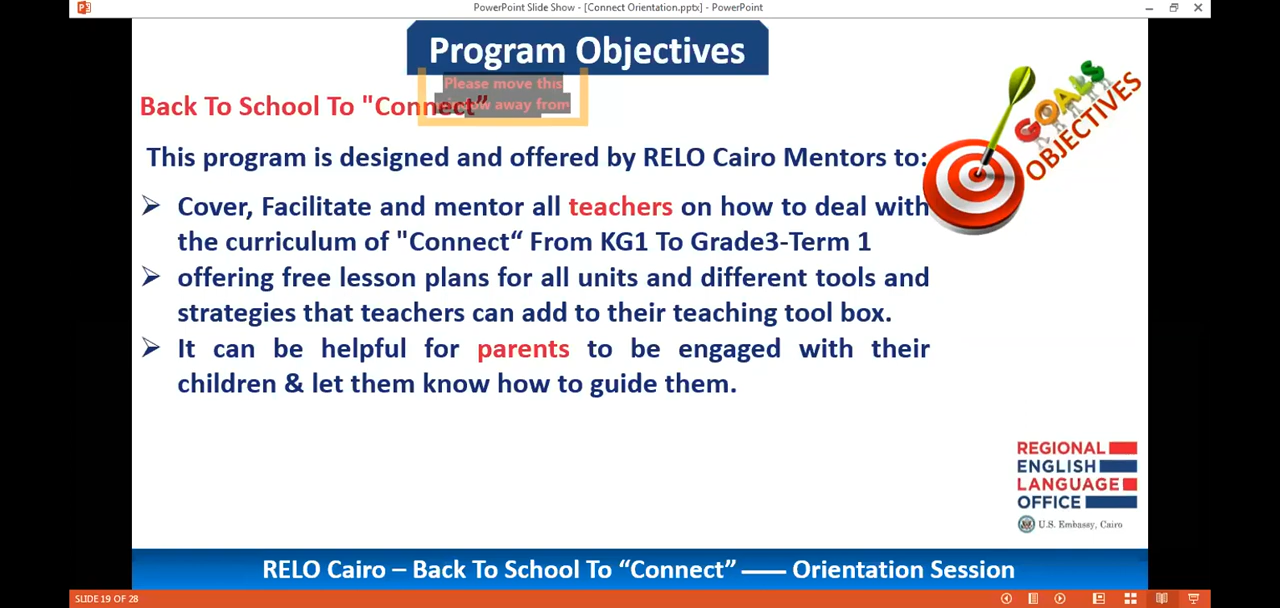 PowerPoint Slide Show - [Connect Orientation.pptx] - PowerPoint
Program Objectives
Please move this
away from
Back To School To "Connect”
GOALS
OBJECTIVES
This program is designed and offered by RELO Cairo Mentors to:
Cover, Facilitate and mentor all teachers on how to deal with
the curriculum of "Connect“ From KG1 To Grade3-Term 1
offering free lesson plans for all units and different tools and
strategies that teachers can add to their teaching tool box.
It can be helpful for parents to be engaged with their
children & let them know how to guide them.
REGIONAL
ENGLISH
LANGUAGE
OFFICE
U.S. Embassy, Cairo
RELO Cairo – Back To School To “Connect” —— Orientation Session
SLIDE 19 OF 28